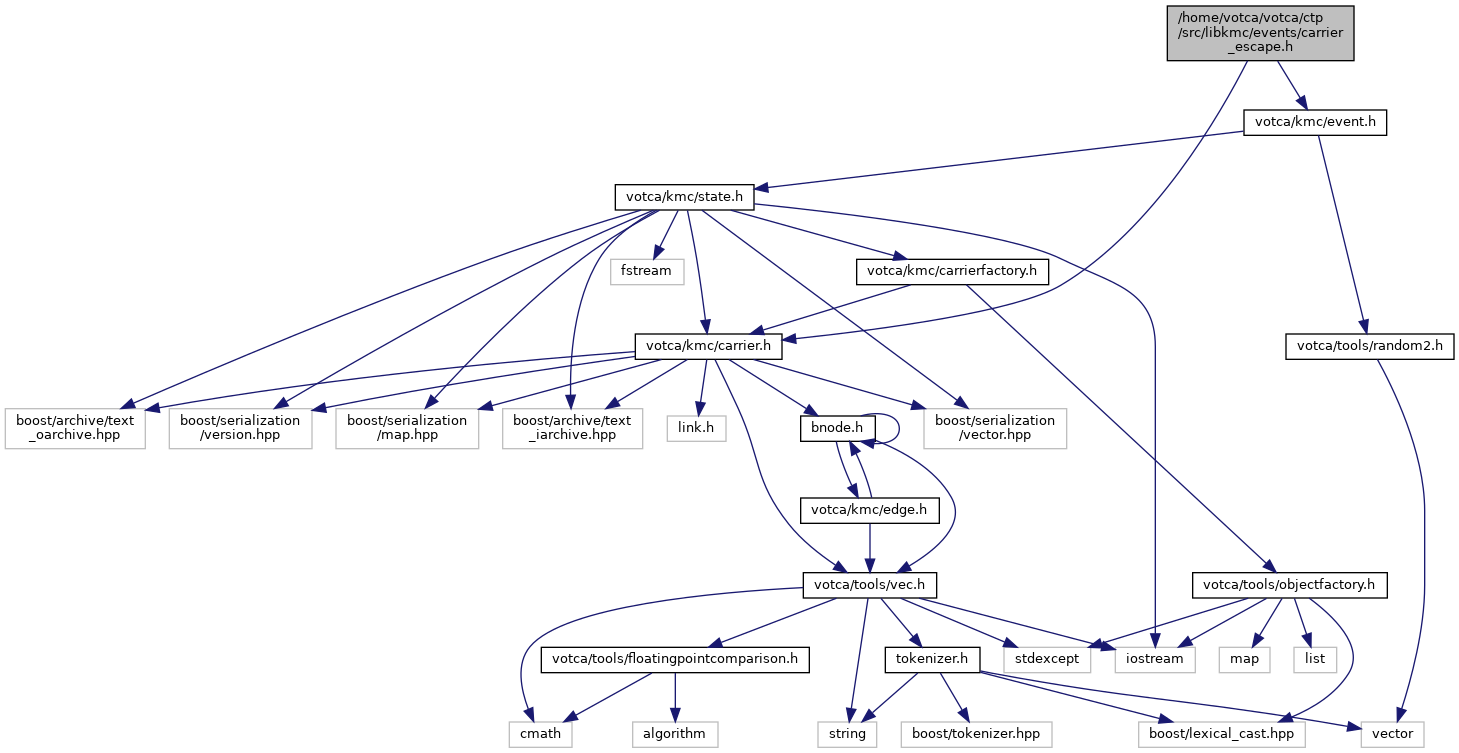 /home/votca/votca/ctp
/src/libkmc/events/carrier
_escape.h
votca/kmc/event.h
votca/kmc/state.h
fstream
votca/kmc/carrierfactory.h
votca/kmc/carrier.h
votca/tools/random2.h
boost/archive/text
_oarchive.hpp
boost/serialization
/version.hpp
boost/serialization
/map.hpp
boost/archive/text
_iarchive.hpp
link.h
bnode.h
boost/serialization
/vector.hpp
votca/kmc/edge.h
votca/tools/vec.h
votca/tools/objectfactory.h
votca/tools/floatingpointcomparison.h
tokenizer.h
stdexcept
iostream
map
list
cmath
algorithm
string
boost/tokenizer.hpp
boost/lexical_cast.hpp
vector